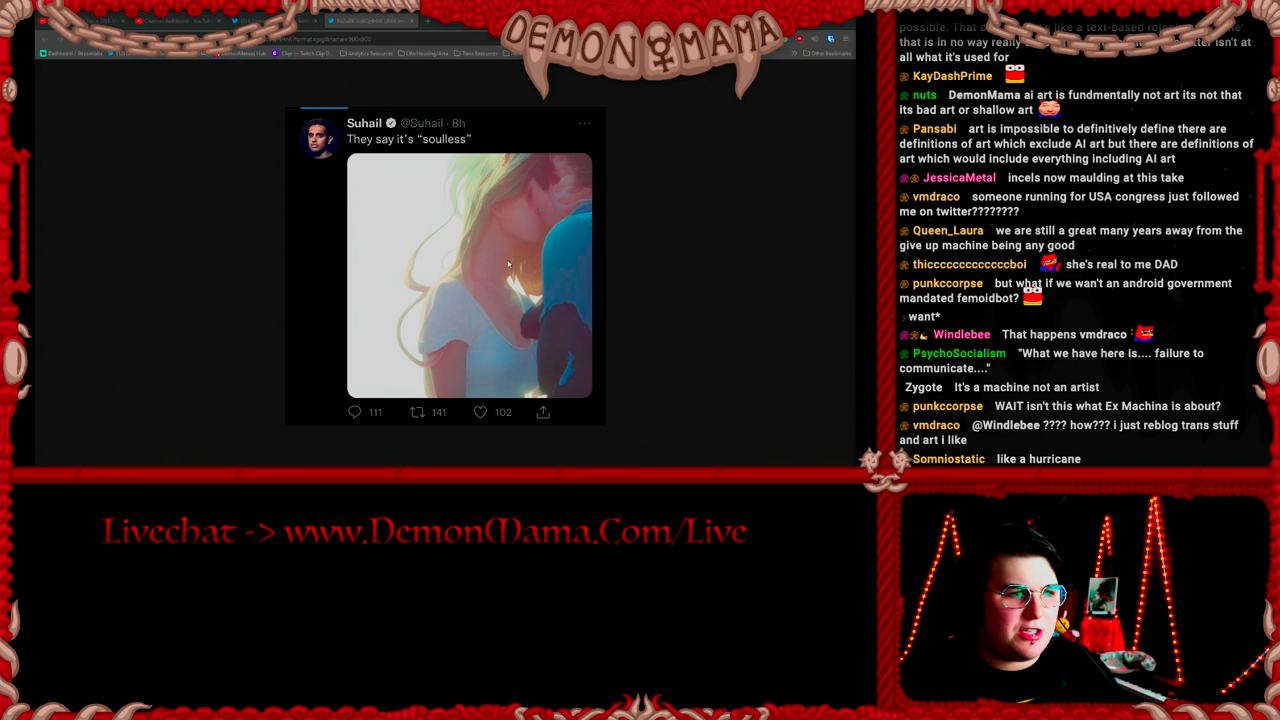 DEMON MAMA
Other Bookmarks
Suhail @Suhail · 8h
They say it's "soulless"
111 141 102
Livechat -> www.DemonMama.Com/Live
that is in no way really
all what it's used for
KayDashPrime
nuts DemonMama ai art is fundmentally not art its not that
its bad art or shallow art
Pansabi art is impossible to definitively define there are
definitions of art which exclude AI art but there are definitions of
art which would include everything including AI art
JessicaMetal incels now maulding at this take
vmdraco someone running for USA congress just followed
me on twitter????????
Queen_Laura we are still a great many years away from the
give up machine being any good
thiccccccccccccboi she's real to me DAD
punkccorpse but what if we wan't an android government
mandated femoidbot?
want*
Windlebee That happens vmdraco
PsychoSocialism "What we have here is.... failure to
communicate...."
Zygote It's a machine not an artist
punkccorpse WAIT isn't this what Ex Machina is about?
vmdraco @Windlebee ???? how??? i just reblog trans stuff
and art i like
Somniostatic like a hurricane